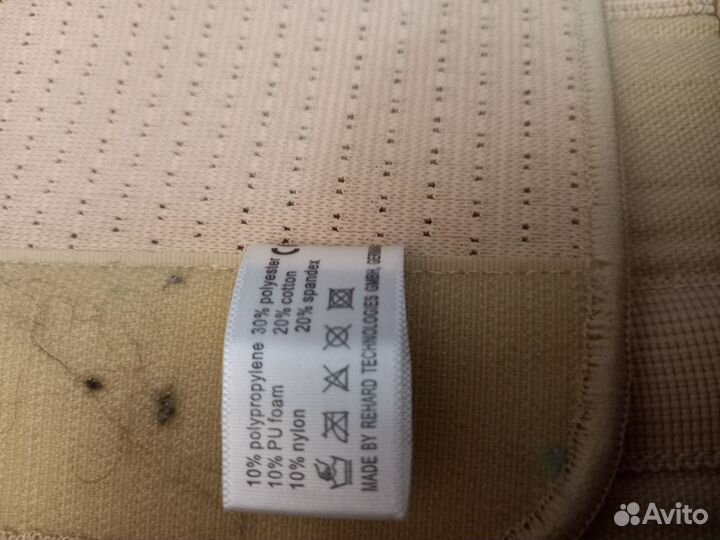 10% polypropylene 30% polyester
10% PU foam 20% cotton
10% nylon 20% spandex
MADE BY REHARD TECHNOLOGIES GMBH, GERMANY
Avito